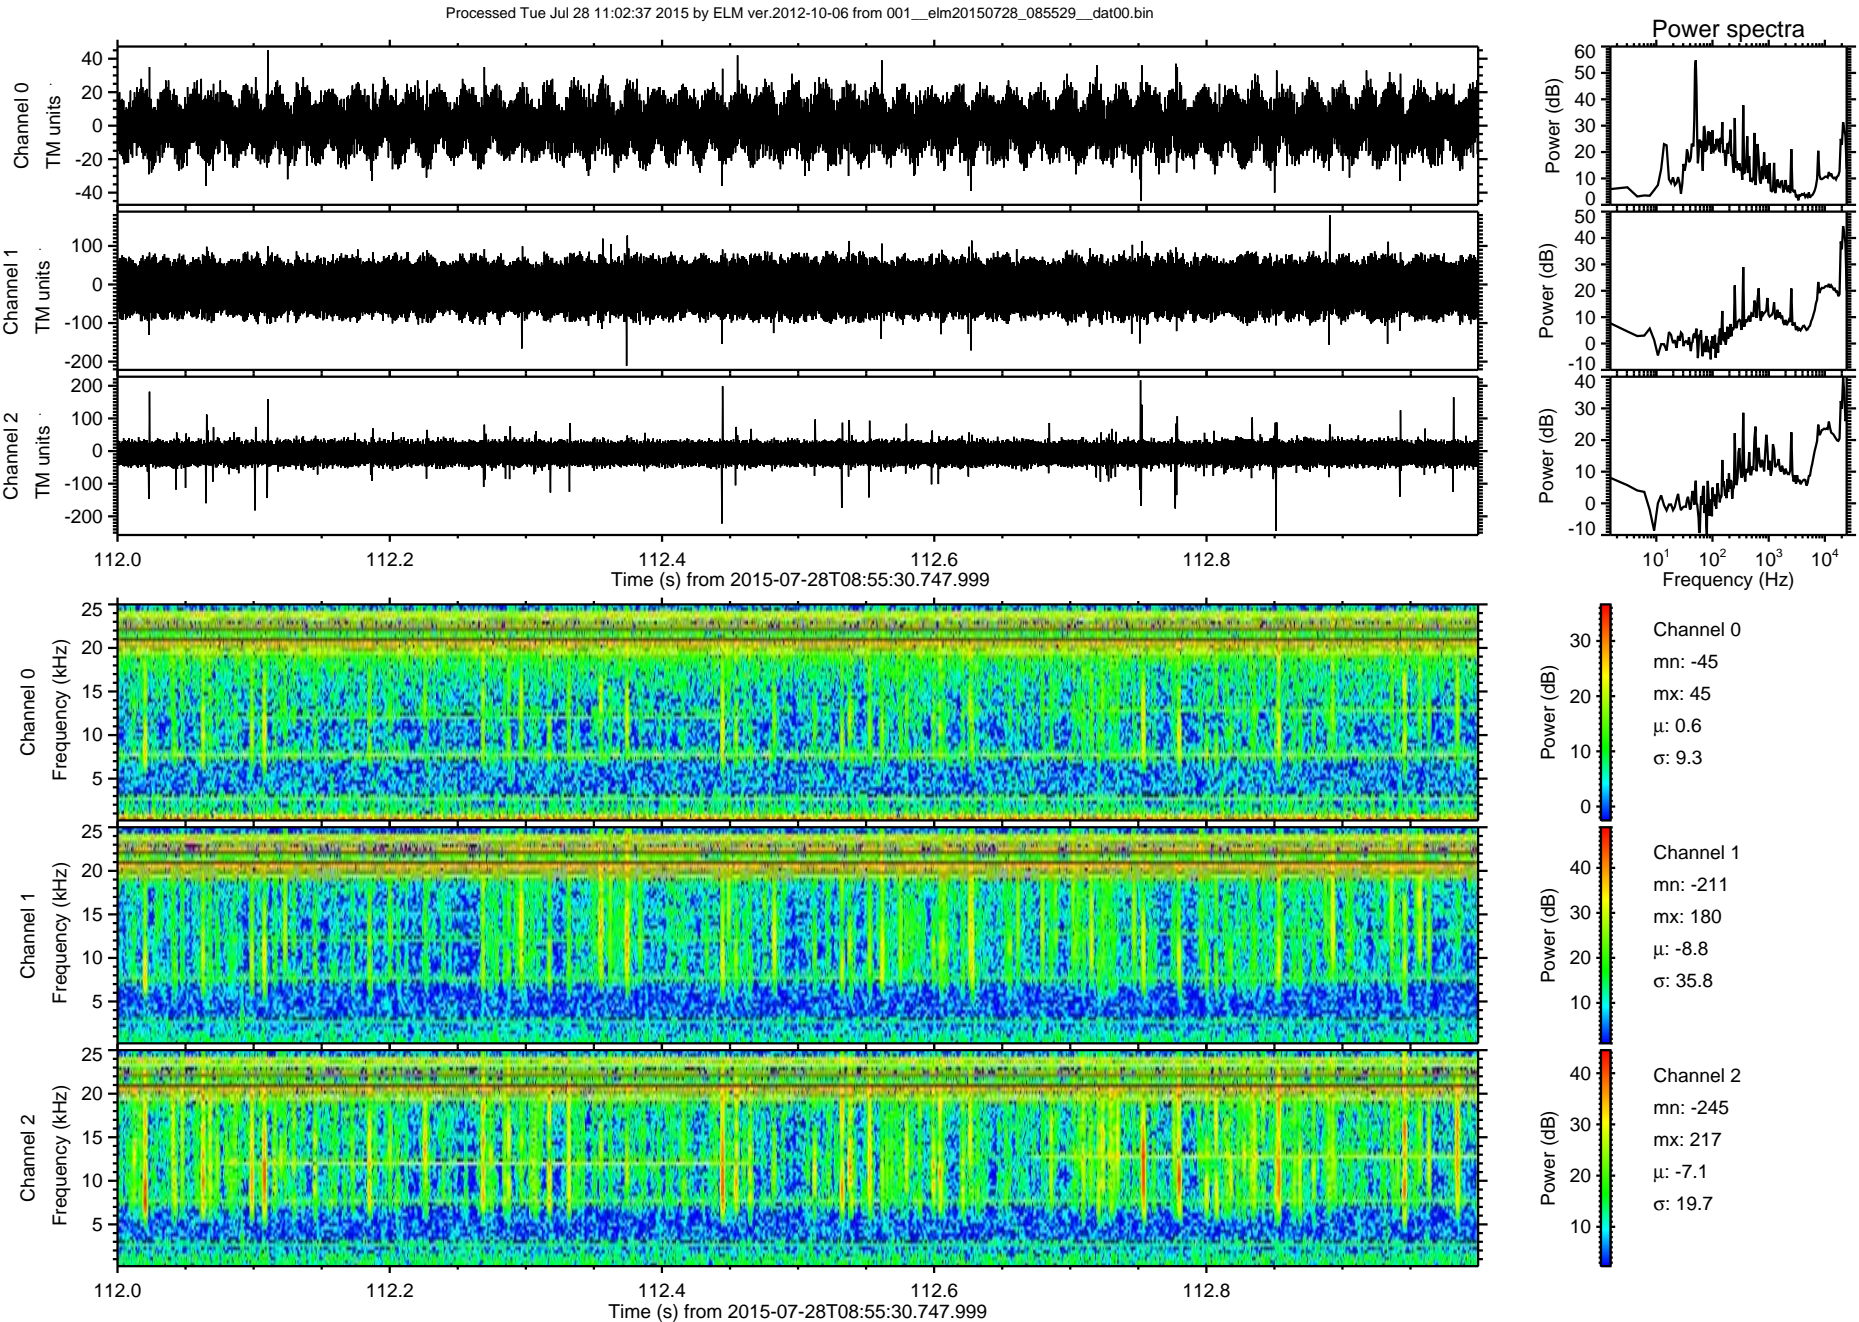 Processed Tue Jul 28 11:02:37 2015 by ELM ver.2012-10-06 from 001__elm20150728_085529__dat00.bin
Power spectra
Channel 0
TM units
40
20
0
-20
-40
Power (dB)
60
50
40
30
20
10
0
Channel 1
TM units
100
0
-100
-200
Power (dB)
50
40
30
20
10
0
-10
Channel 2
TM units
200
100
0
-100
-200
Power (dB)
40
30
20
10
0
-10
112.0 112.2 112.4 112.6 112.8
Time (s) from 2015-07-28T08:55:30.747.999
10^1 10^2 10^3 10^4
Frequency (Hz)
Channel 0
Frequency (kHz)
25
20
15
10
5
Power (dB)
30
20
10
0
Channel 0
mn: -45
mx: 45
μ: 0.6
σ: 9.3
Channel 1
Frequency (kHz)
25
20
15
10
5
Power (dB)
40
30
20
10
Channel 1
mn: -211
mx: 180
μ: -8.8
σ: 35.8
Channel 2
Frequency (kHz)
25
20
15
10
5
Power (dB)
40
30
20
10
Channel 2
mn: -245
mx: 217
μ: -7.1
σ: 19.7
112.0 112.2 112.4 112.6 112.8
Time (s) from 2015-07-28T08:55:30.747.999